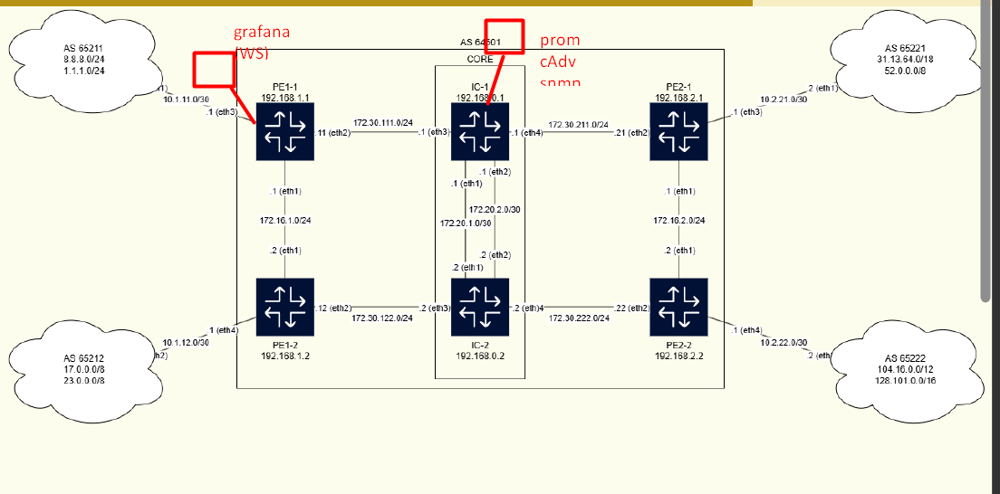 grafana
(WS)
prom
cAdv
AS 65211
8.8.8.0/24
1.1.1.0/24
10.1.11.0/30
.1 (eth3)
AS 65221
31.13.64.0/18
52.0.0.0/8
2 (eth1)
10.2.21.0/30
.1 (eth3)
CORE
PE1-1
192.168.1.1
IC-1
PE2-1
192.168.2.1
.11 (eth2)
172.30.111.0/24
.1 (eth3)
.1 (eth4)
172.30.211.0/24
.21 (eth2)
.1 (eth1)
172.16.1.0/24
.2 (eth1)
.1 (eth2)
.1 (eth1)
172.20.2.0/30
172.20.1.0/30
.2 (eth2)
.2 (eth1)
.1 (eth1)
172.16.2.0/24
.2 (eth1)
.12 (eth2)
172.30.122.0/24
.2 (eth3)
.2 (eth)4
172.30.222.0/24
.22 (eth2)
PE1-2
192.168.1.2
IC-2
192.168.0.2
PE2-2
192.168.2.2
1 (eth4)
10.1.12.0/30
AS 65212
17.0.0.0/8
23.0.0.0/8
.1 (eth4)
10.2.22.0/30
AS 65222
104.16.0.0/12
128.101.0.0/16